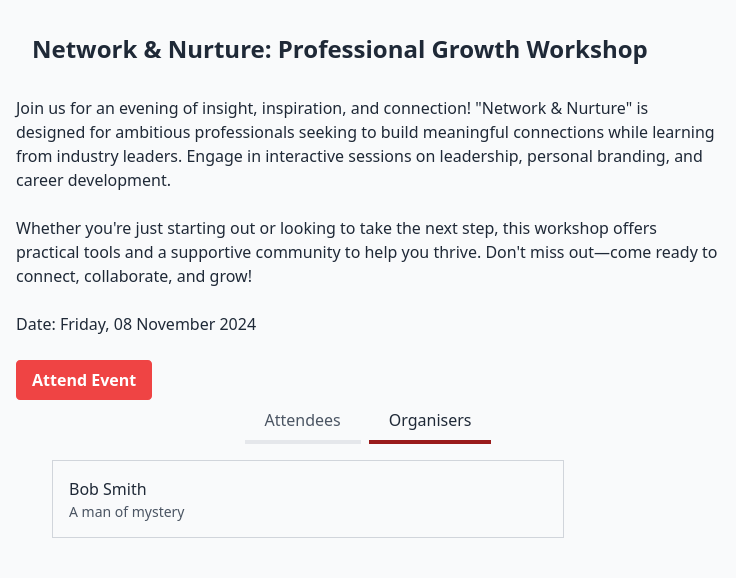 Network & Nurture: Professional Growth Workshop
Join us for an evening of insight, inspiration, and connection! "Network & Nurture" is
designed for ambitious professionals seeking to build meaningful connections while learning
from industry leaders. Engage in interactive sessions on leadership, personal branding, and
career development.
Whether you're just starting out or looking to take the next step, this workshop offers
practical tools and a supportive community to help you thrive. Don't miss out—come ready to
connect, collaborate, and grow!
Date: Friday, 08 November 2024
Attend Event
Attendees Organisers
Bob Smith
A man of mystery